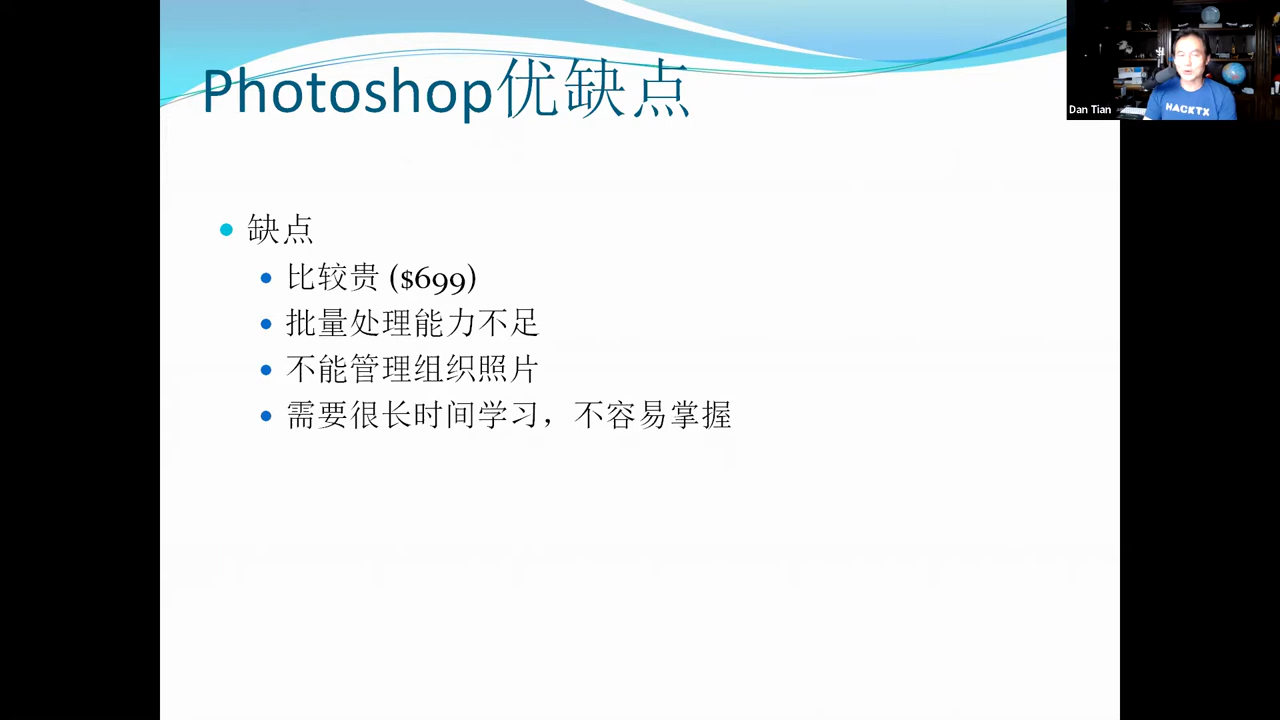 Photoshop优缺点
Dan Tian
HACKTX
缺点
比较贵 ($699)
批量处理能力不足
不能管理组织照片
需要很长时间学习，不容易掌握